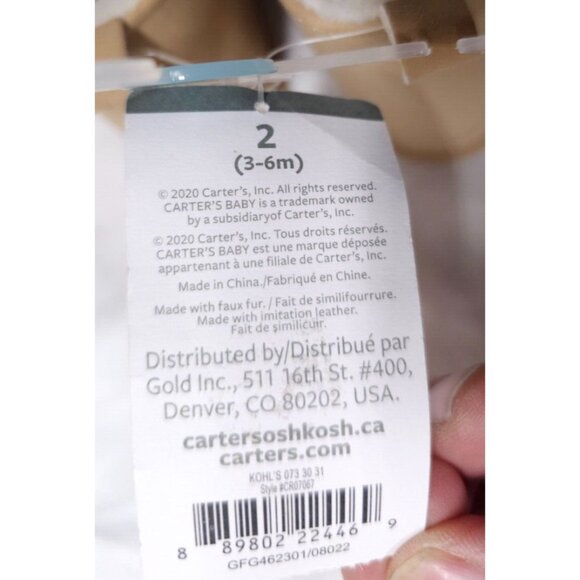 2
(3-6m)
© 2020 Carter's, Inc. All rights reserved.
CARTER'S BABY is a trademark owned
by a subsidiaryof Carter's, Inc.
© 2020 Carter's, Inc. Tous droits réservés.
CARTER'S BABY est une marque déposée
appartenant à une filiale de Carter's, Inc.
Made in China./Fabriqué en Chine.
Made with faux fur. / Fait de similifourrure.
Made with imitation leather.
Fait de similicuir.
Distributed by/Distribué par
Gold Inc., 511 16th St. #400,
Denver, CO 80202, USA.
cartersoshkosh.ca
carters.com
KOHL'S 073 30 31
Style #CR07067
8 89802 22446 9
GFG462301/08022